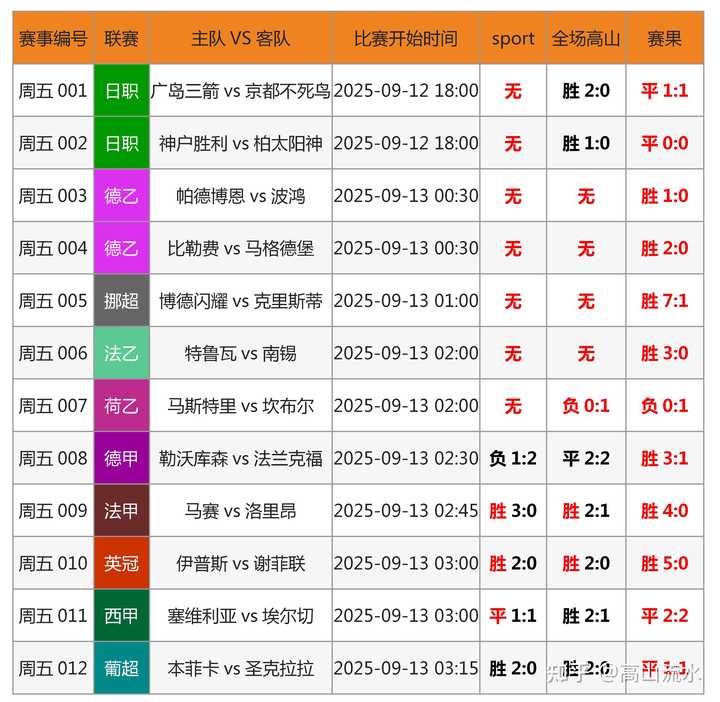 赛事编号 联赛 主队 VS 客队 比赛开始时间 sport 全场高山 赛果
周五 001 日职 广岛三箭 vs 京都不死鸟 2025-09-12 18:00 无 胜 2:0 平 1:1
周五 002 日职 神户胜利 vs 柏太阳神 2025-09-12 18:00 无 胜 1:0 平 0:0
周五 003 德乙 帕德博恩 vs 波鸿 2025-09-13 00:30 无 无 胜 1:0
周五 004 德乙 比勒费 vs 马格德堡 2025-09-13 00:30 无 无 胜 2:0
周五 005 挪超 博德闪耀 vs 克里斯蒂 2025-09-13 01:00 无 无 胜 7:1
周五 006 法乙 特鲁瓦 vs 南锡 2025-09-13 02:00 无 无 胜 3:0
周五 007 荷乙 马斯特里 vs 坎布尔 2025-09-13 02:00 无 负 0:1 负 0:1
周五 008 德甲 勒沃库森 vs 法兰克福 2025-09-13 02:30 负 1:2 平 2:2 胜 3:1
周五 009 法甲 马赛 vs 洛里昂 2025-09-13 02:45 胜 3:0 胜 2:1 胜 4:0
周五 010 英冠 伊普斯 vs 谢菲联 2025-09-13 03:00 胜 2:0 胜 2:0 胜 5:0
周五 011 西甲 塞维利亚 vs 埃尔切 2025-09-13 03:00 平 1:1 胜 2:1 平 2:2
周五 012 葡超 本菲卡 vs 圣克拉拉 2025-09-13 03:15 胜 2:0 胜 2:0 平 1:1
知乎 @高山流水